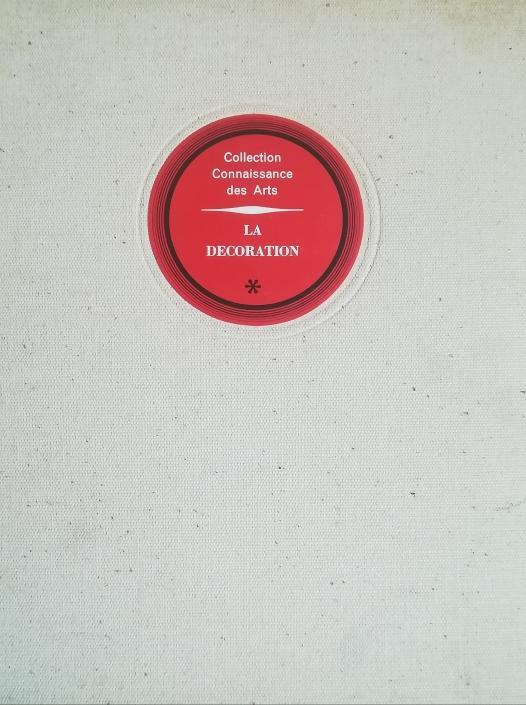 Collection
Connaissance
des Arts
LA
DECORATION
*